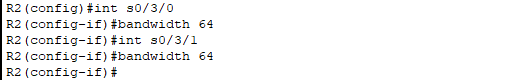 R2(config)#int s0/3/0
R2(config-if)#bandwidth 64
R2(config-if)#int s0/3/1
R2(config-if)#bandwidth 64
R2(config-if)#